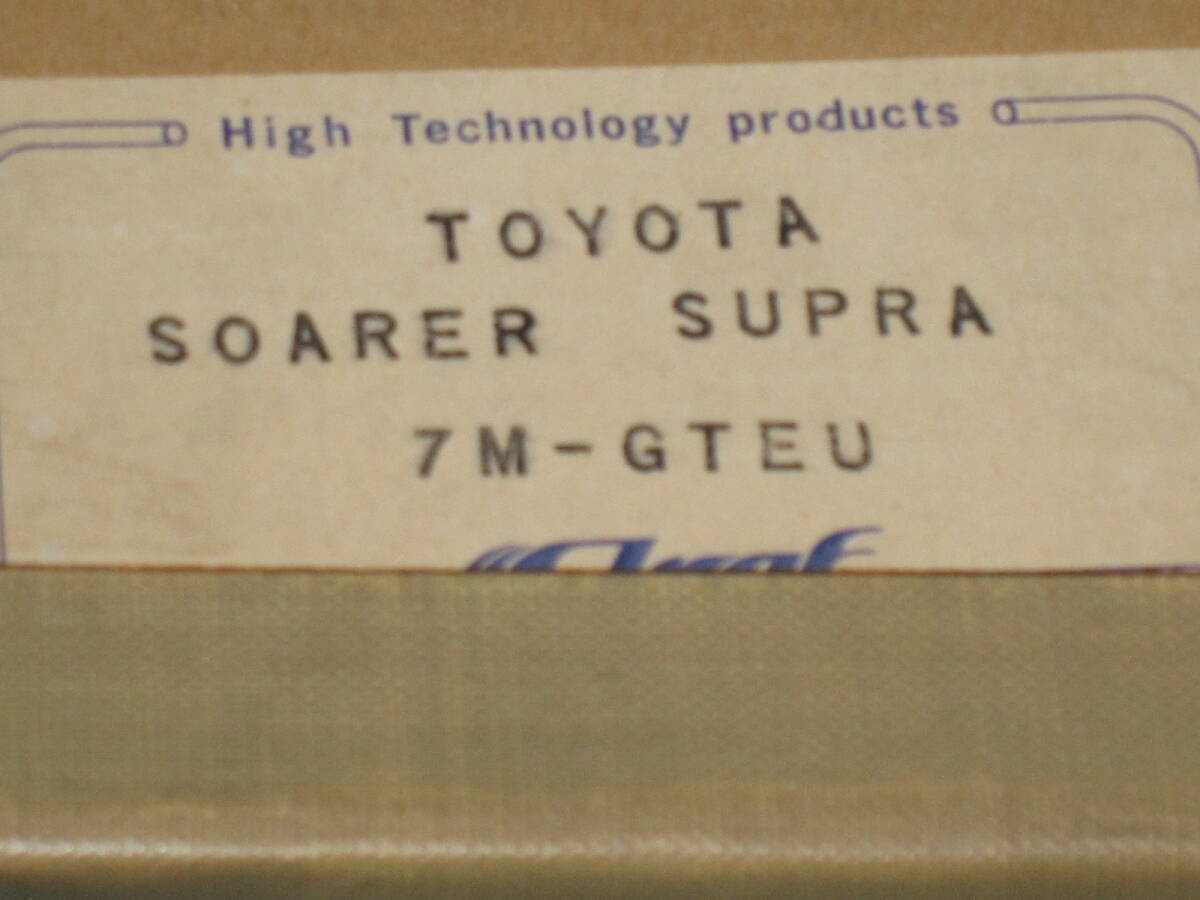 High Technology products
TOYOTA
SOARER SUPRA
7M-GTEU